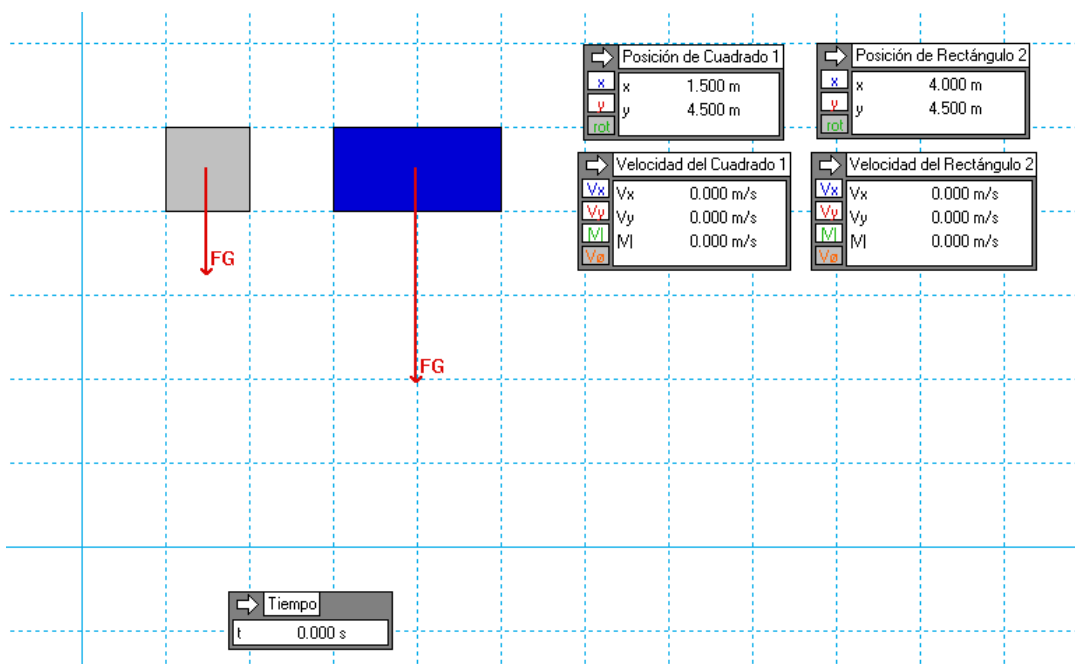 Posición de Cuadrado 1
x
y
rot
x 1.500 m
y 4.500 m
Posición de Rectángulo 2
x
y
rot
x 4.000 m
y 4.500 m
Velocidad del Cuadrado 1
Vx
Vy
|V|
Vø
Vx 0.000 m/s
Vy 0.000 m/s
|V| 0.000 m/s
Velocidad del Rectángulo 2
Vx
Vy
|V|
Vø
Vx 0.000 m/s
Vy 0.000 m/s
|V| 0.000 m/s
FG
FG
Tiempo
t 0.000 s